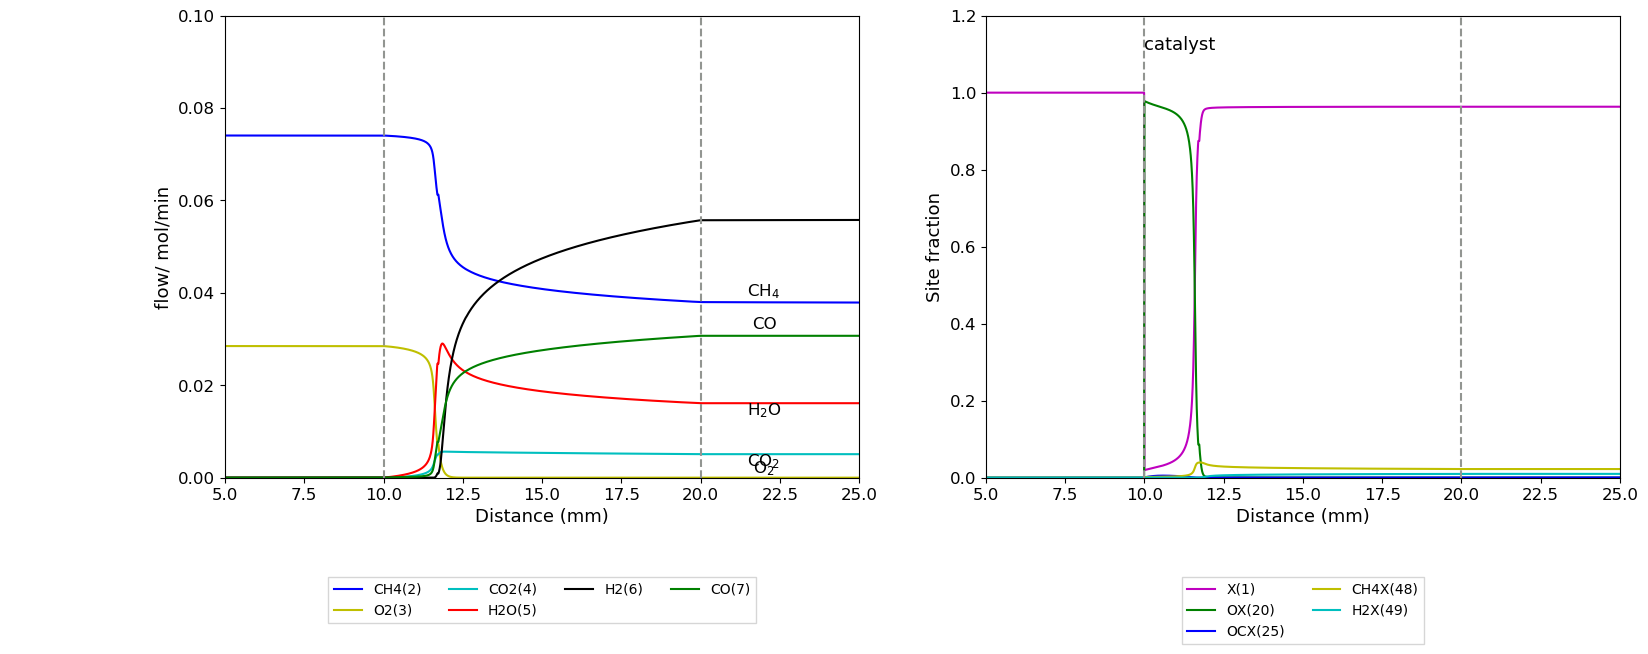 0.10
0.08
0.06
0.04
0.02
0.00
flow/ mol/min
5.0 7.5 10.0 12.5 15.0 17.5 20.0 22.5 25.0
Distance (mm)
CH₄
CO
H₂O
CO₂
O₂
CH4(2) CO2(4) H2(6) CO(7)
O2(3) H2O(5)
1.2
1.0
0.8
0.6
0.4
0.2
0.0
Site fraction
catalyst
5.0 7.5 10.0 12.5 15.0 17.5 20.0 22.5 25.0
Distance (mm)
X(1) CH4X(48)
OX(20) H2X(49)
OCX(25)